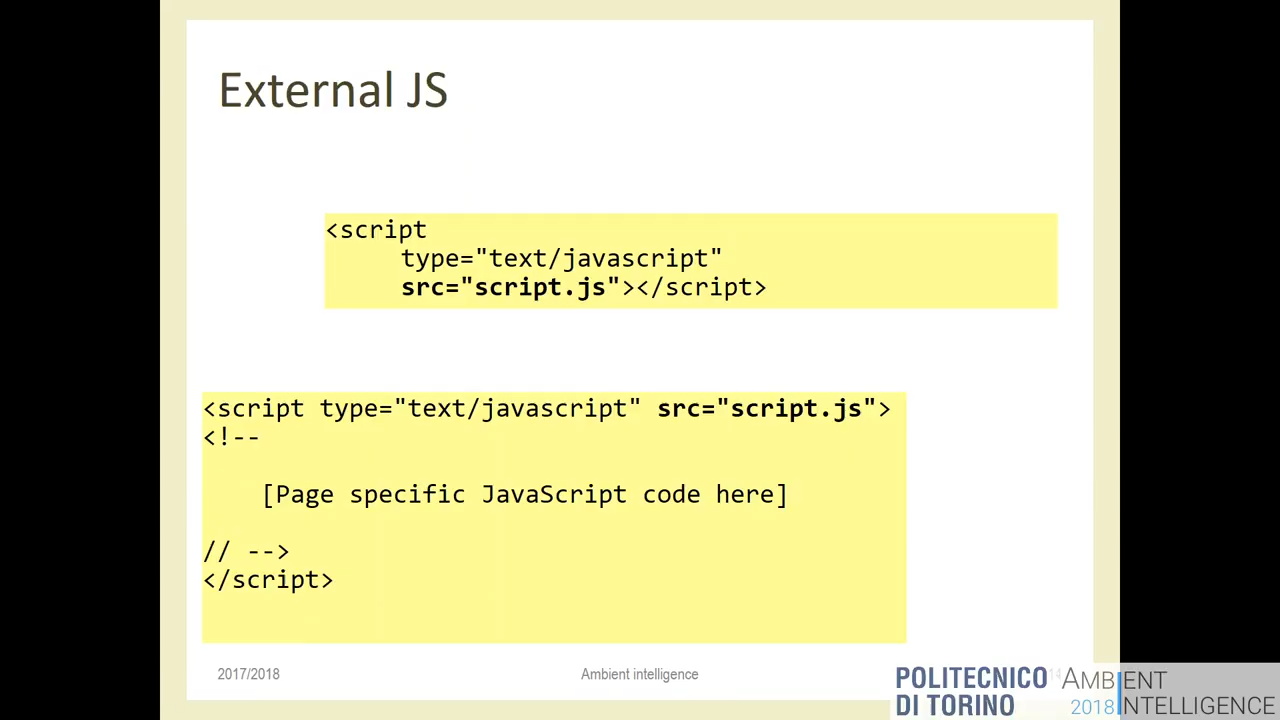 External JS
<script
type="text/javascript"
src="script.js"></script>
<script type="text/javascript" src="script.js">
<!--
[Page specific JavaScript code here]
// -->
</script>
2017/2018
Ambient intelligence
14
POLITECNICO
DI TORINO
AMBIENT
2018 INTELLIGENCE